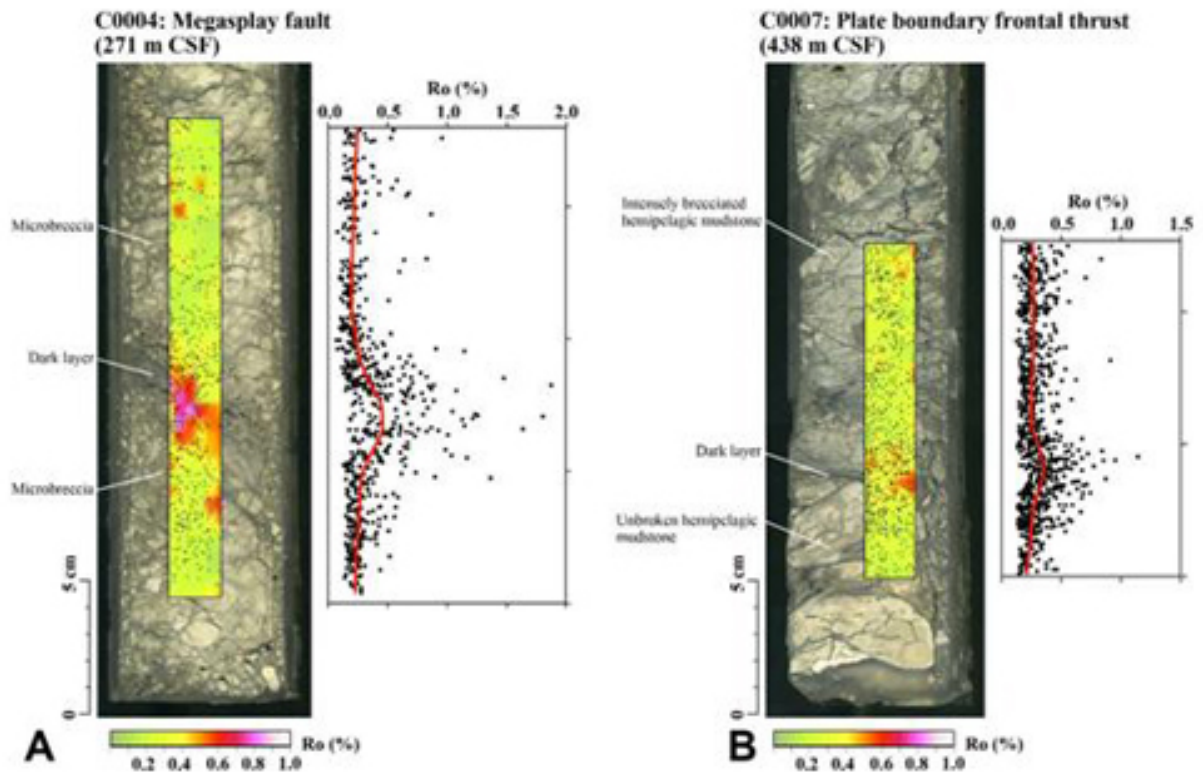 C0004: Megasplay fault
(271 m CSF)
Ro (%)
0.0 0.5 1.0 2.0
Microbreccia
Dark layer
Microbreccia
5 cm
0
A
Ro (%)
0.2 0.4 0.6 0.8 1.0
C0007: Plate boundary frontal thrust
(438 m CSF)
Ro (%)
0.0 0.5 1.0 1.5
Intensely brecciated
hemipelagic mudstone
Dark layer
Unbroken hemipelagic
mudstone
5 cm
0
B
Ro (%)
0.2 0.4 0.6 0.8 1.0